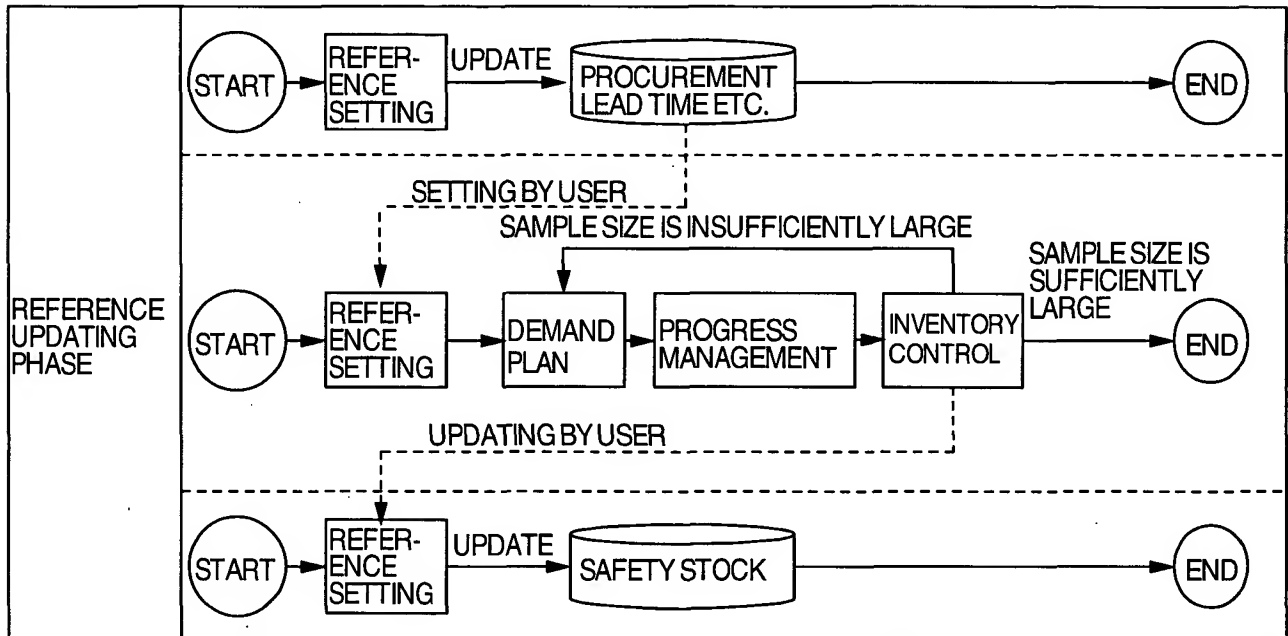 REFERENCE
UPDATING
PHASE
START
REFER-
ENCE
SETTING
UPDATE
PROCUREMENT
LEAD TIME ETC.
END
SETTING BY USER
SAMPLE SIZE IS INSUFFICIENTLY LARGE
START
REFER-
ENCE
SETTING
DEMAND
PLAN
PROGRESS
MANAGEMENT
INVENTORY
CONTROL
SAMPLE SIZE IS
SUFFICIENTLY
LARGE
END
UPDATING BY USER
START
REFER-
ENCE
SETTING
UPDATE
SAFETY STOCK
END